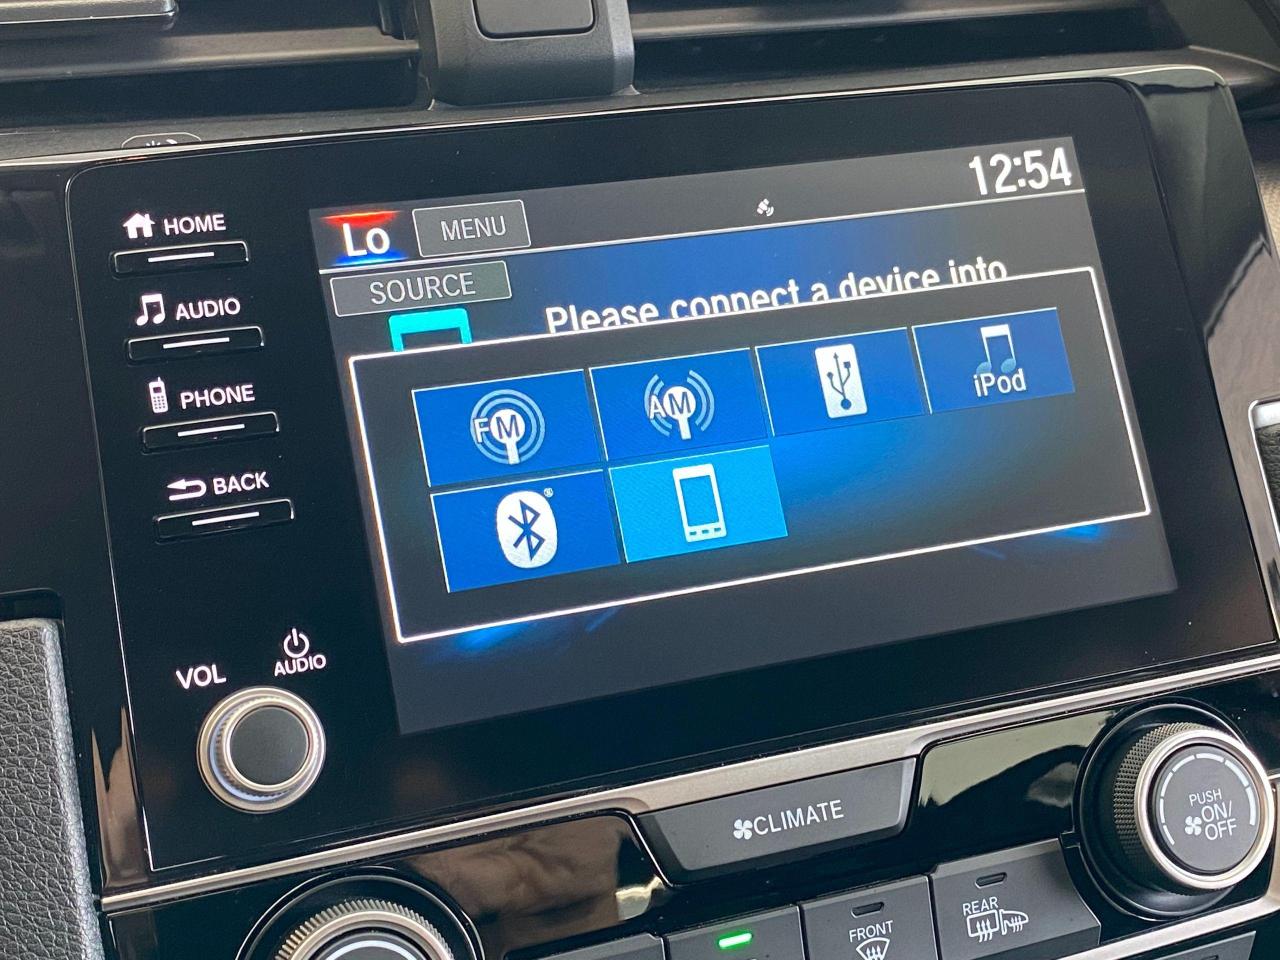 12:54
Lo
MENU
HOME
SOURCE
Please connect a device into
AUDIO
FM
AM
iPod
PHONE
BACK
®
VOL
AUDIO
CLIMATE
PUSH
ON/
OFF
FRONT
REAR